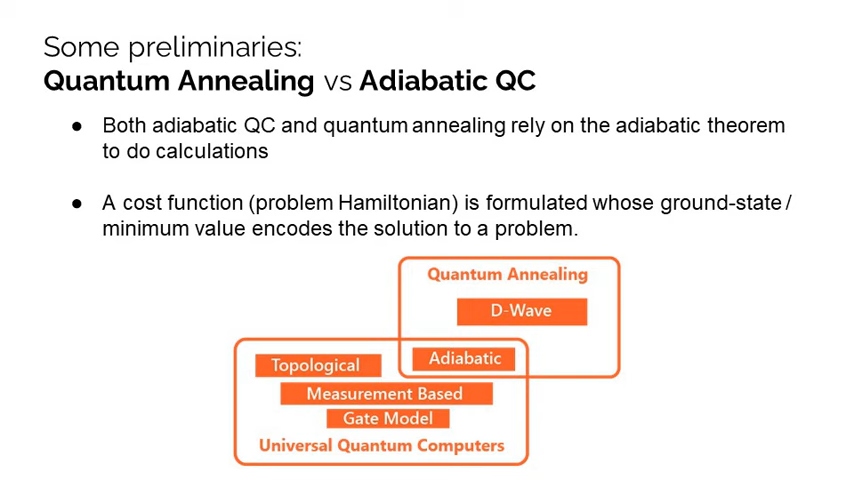 Some preliminaries:
Quantum Annealing vs Adiabatic QC
● Both adiabatic QC and quantum annealing rely on the adiabatic theorem
to do calculations
● A cost function (problem Hamiltonian) is formulated whose ground-state /
minimum value encodes the solution to a problem.
Quantum Annealing
D-Wave
Adiabatic
Topological
Measurement Based
Gate Model
Universal Quantum Computers